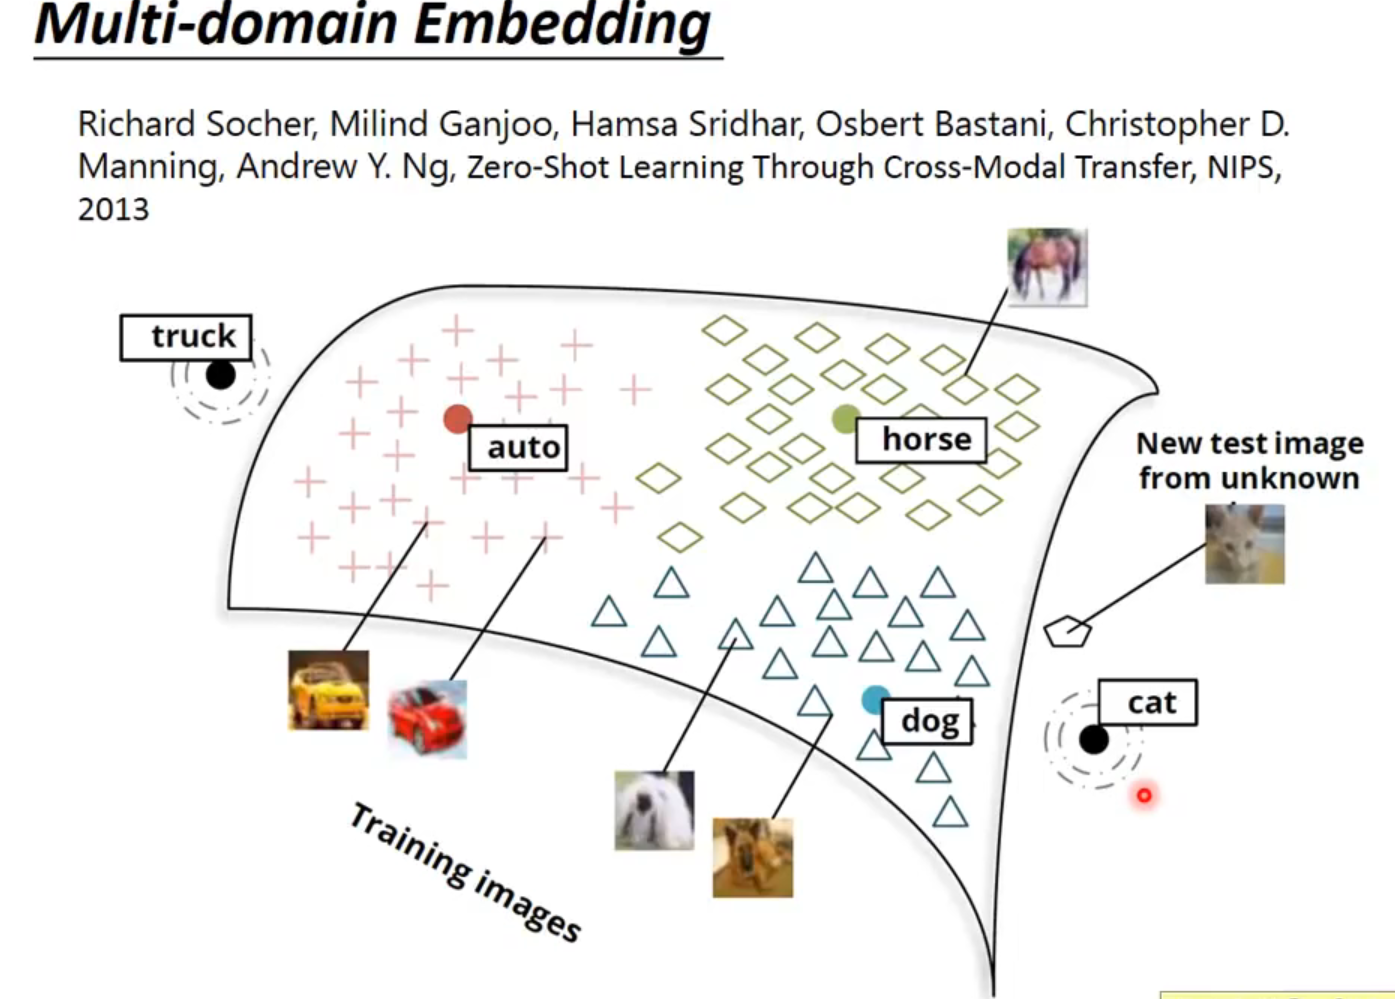 Multi-domain Embedding
Richard Socher, Milind Ganjoo, Hamsa Sridhar, Osbert Bastani, Christopher D.
Manning, Andrew Y. Ng, Zero-Shot Learning Through Cross-Modal Transfer, NIPS,
2013
truck
auto
horse
New test image
from unknown
cat
dog
Training images